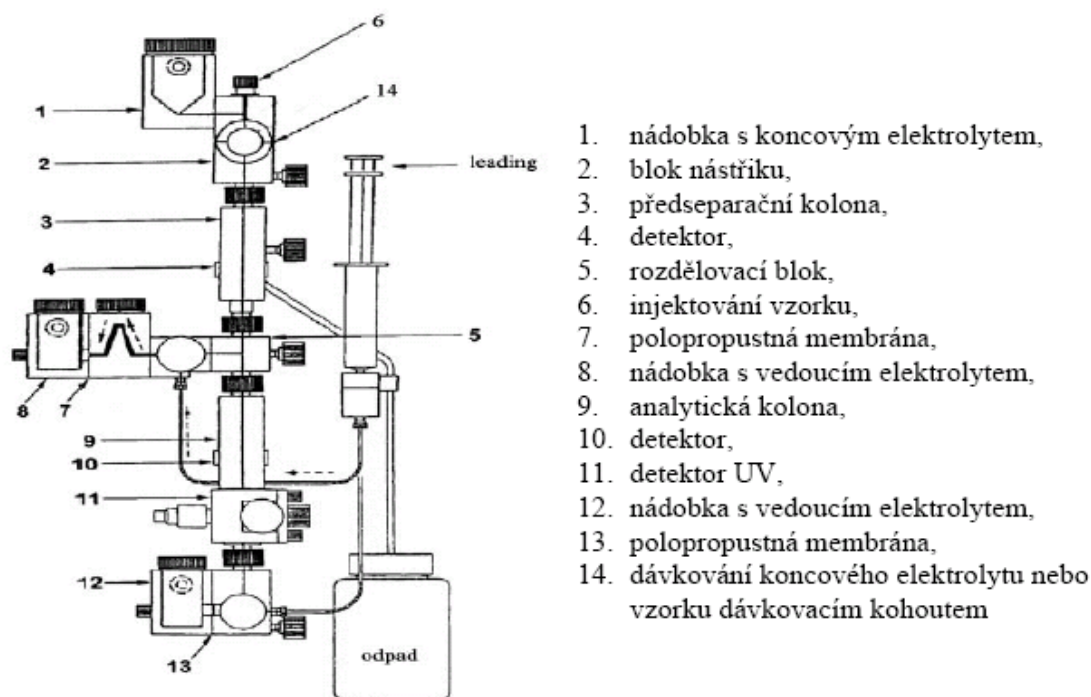 6
14
1
2
leading
3
4
5
8
7
9
10
11
12
13
odpad
1. nádobka s koncovým elektrolytem,
2. blok nástřiku,
3. předseparační kolona,
4. detektor,
5. rozdělovací blok,
6. injektování vzorku,
7. polopropustná membrána,
8. nádobka s vedoucím elektrolytem,
9. analytická kolona,
10. detektor,
11. detektor UV,
12. nádobka s vedoucím elektrolytem,
13. polopropustná membrána,
14. dávkování koncového elektrolytu nebo
vzorku dávkovacím kohoutem